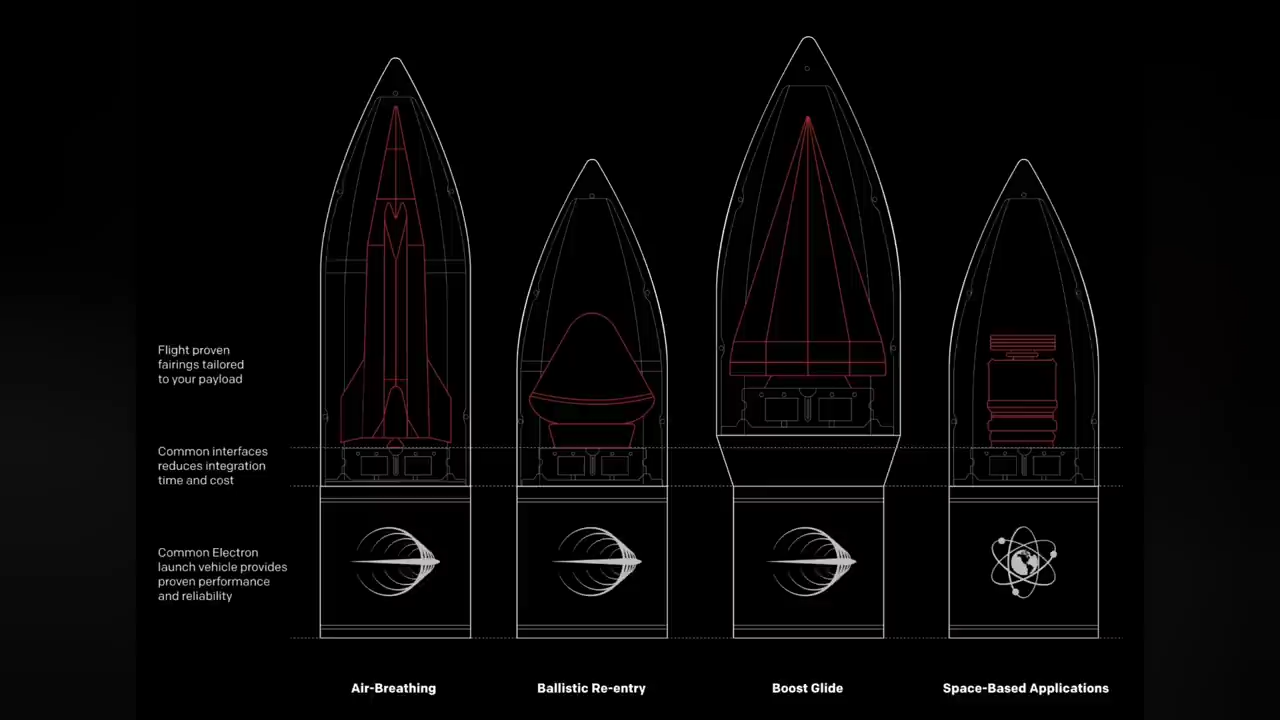 Flight proven
fairings tailored
to your payload
Common interfaces
reduces integration
time and cost
Common Electron
launch vehicle provides
proven performance
and reliability
Air-Breathing
Ballistic Re-entry
Boost Glide
Space-Based Applications